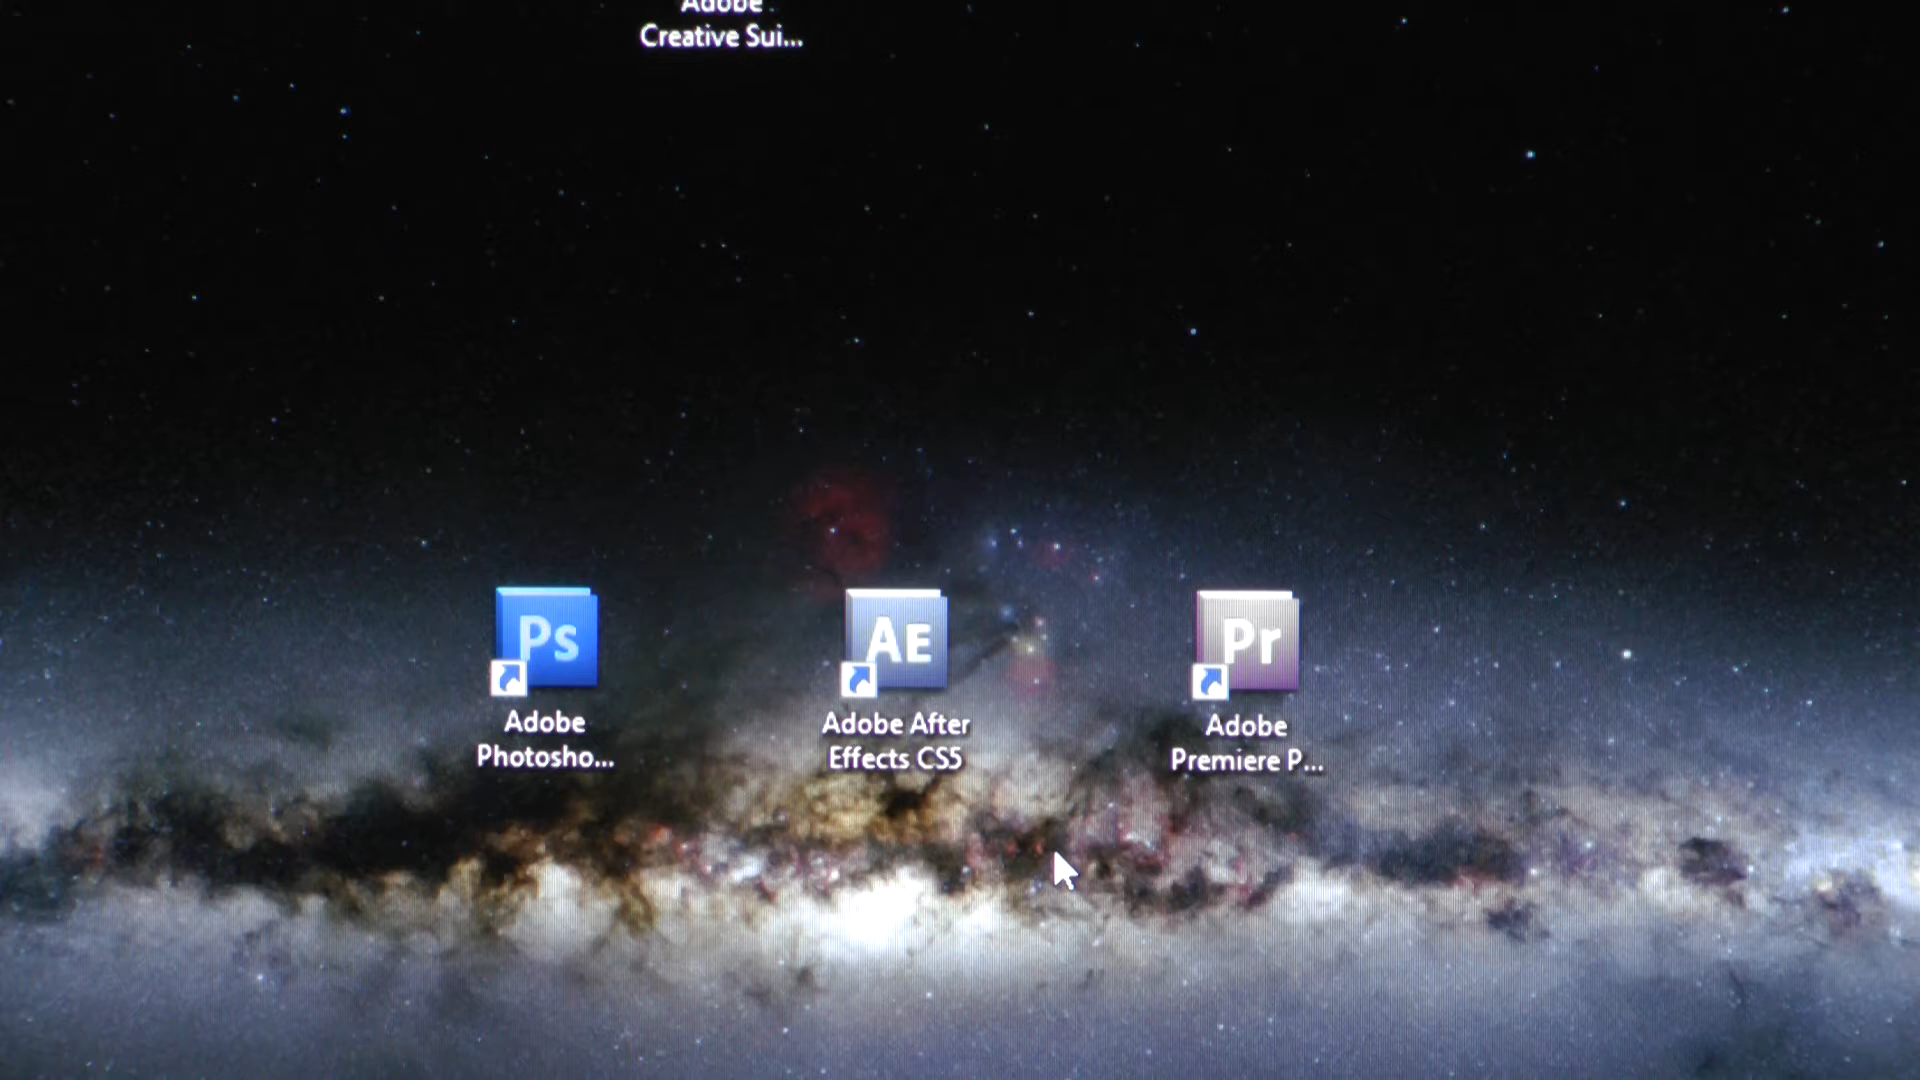 Adobe
Creative Sui...
Ps
AE
Pr
Adobe
Photosho...
Adobe After
Effects CS5
Adobe
Premiere P...